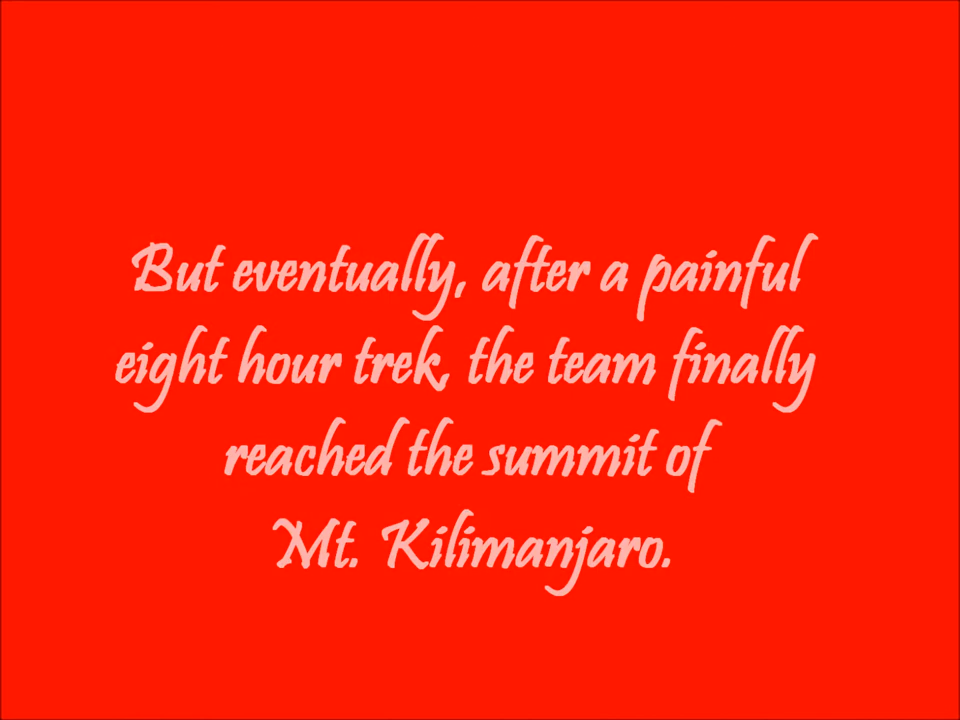 But eventually, after a painful
eight hour trek, the team finally
reached the summit of
Mt. Kilimanjaro.